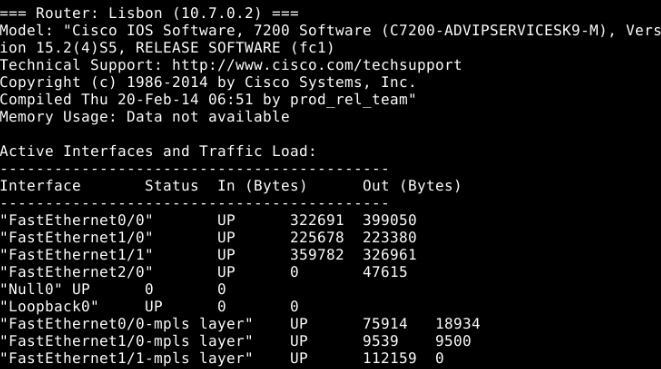 === Router: Lisbon (10.7.0.2) ===
Model: "Cisco IOS Software, 7200 Software (C7200-ADVIPSERVICESK9-M), Vers
ion 15.2(4)S5, RELEASE SOFTWARE (fc1)
Technical Support: http://www.cisco.com/techsupport
Copyright (c) 1986-2014 by Cisco Systems, Inc.
Compiled Thu 20-Feb-14 06:51 by prod_rel_team"
Memory Usage: Data not available
Active Interfaces and Traffic Load:
-------------------------------------------
Interface       Status  In (Bytes)      Out (Bytes)
-------------------------------------------
"FastEthernet0/0"       UP      322691  399050
"FastEthernet1/0"       UP      225678  223380
"FastEthernet1/1"       UP      359782  326961
"FastEthernet2/0"       UP      0       47615
"Null0" UP      0       0
"Loopback0"     UP      0       0
"FastEthernet0/0-mpls layer"    UP      75914   18934
"FastEthernet1/0-mpls layer"    UP      9539    9500
"FastEthernet1/1-mpls layer"    UP      112159  0